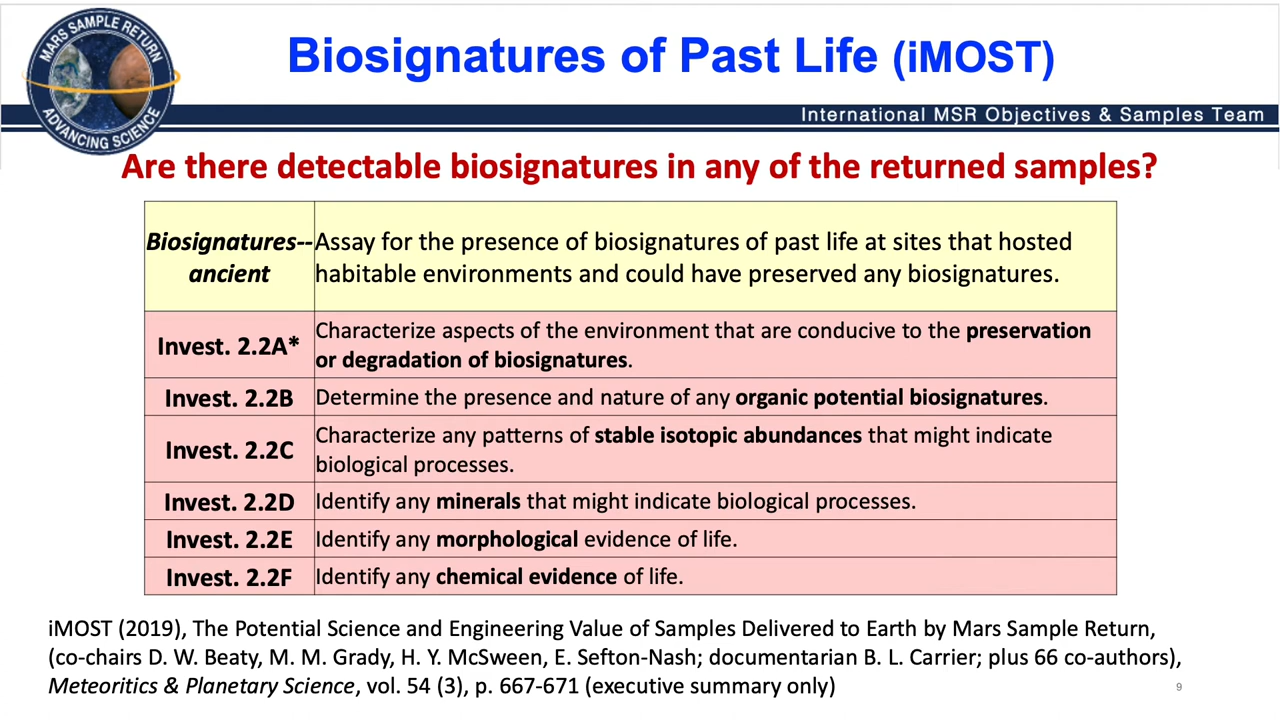 MARS SAMPLE RETURN
ADVANCING SCIENCE
Biosignatures of Past Life (iMOST)
International MSR Objectives & Samples Team
Are there detectable biosignatures in any of the returned samples?
Biosignatures--
ancient
Assay for the presence of biosignatures of past life at sites that hosted
habitable environments and could have preserved any biosignatures.
Invest. 2.2A*
Characterize aspects of the environment that are conducive to the preservation
or degradation of biosignatures.
Invest. 2.2B
Determine the presence and nature of any organic potential biosignatures.
Invest. 2.2C
Characterize any patterns of stable isotopic abundances that might indicate
biological processes.
Invest. 2.2D
Identify any minerals that might indicate biological processes.
Invest. 2.2E
Identify any morphological evidence of life.
Invest. 2.2F
Identify any chemical evidence of life.
iMOST (2019), The Potential Science and Engineering Value of Samples Delivered to Earth by Mars Sample Return,
(co-chairs D. W. Beaty, M. M. Grady, H. Y. McSween, E. Sefton-Nash; documentarian B. L. Carrier; plus 66 co-authors),
Meteoritics & Planetary Science, vol. 54 (3), p. 667-671 (executive summary only)
9